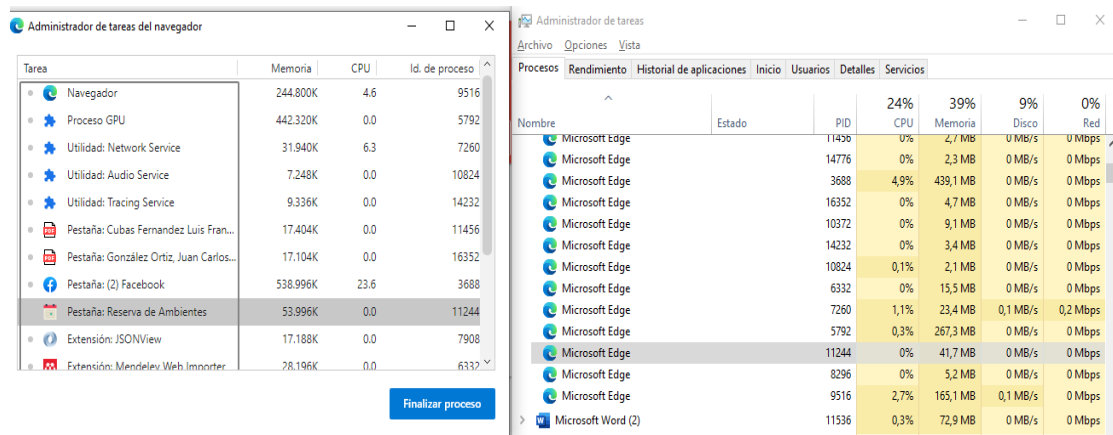 Administrador de tareas del navegador
Tarea Memoria CPU Id. de proceso
Navegador 244.800K 4.6 9516
Proceso GPU 442.320K 0.0 5792
Utilidad: Network Service 31.940K 6.3 7260
Utilidad: Audio Service 7.248K 0.0 10824
Utilidad: Tracing Service 9.336K 0.0 14232
Pestaña: Cubas Fernandez Luis Fran... 17.404K 0.0 11456
Pestaña: González Ortiz, Juan Carlos... 17.104K 0.0 16352
Pestaña: (2) Facebook 538.996K 23.6 3688
Pestaña: Reserva de Ambientes 53.996K 0.0 11244
Extensión: JSONView 17.188K 0.0 7908
Extensión: Mendeley Web Importer 28.196K 0.0 6332
Finalizar proceso
Administrador de tareas
Archivo Opciones Vista
Procesos Rendimiento Historial de aplicaciones Inicio Usuarios Detalles Servicios
24% 39% 9% 0%
Nombre Estado PID CPU Memoria Disco Red
Microsoft Edge 11456 0% 2,7 MB 0 MB/s 0 Mbps
Microsoft Edge 14776 0% 2,3 MB 0 MB/s 0 Mbps
Microsoft Edge 3688 4,9% 439,1 MB 0 MB/s 0 Mbps
Microsoft Edge 16352 0% 4,7 MB 0 MB/s 0 Mbps
Microsoft Edge 10372 0% 9,1 MB 0 MB/s 0 Mbps
Microsoft Edge 14232 0% 3,4 MB 0 MB/s 0 Mbps
Microsoft Edge 10824 0,1% 2,1 MB 0 MB/s 0 Mbps
Microsoft Edge 6332 0% 15,5 MB 0 MB/s 0 Mbps
Microsoft Edge 7260 1,1% 23,4 MB 0,1 MB/s 0,2 Mbps
Microsoft Edge 5792 0,3% 267,3 MB 0 MB/s 0 Mbps
Microsoft Edge 11244 0% 41,7 MB 0 MB/s 0 Mbps
Microsoft Edge 8296 0% 5,2 MB 0 MB/s 0 Mbps
Microsoft Edge 9516 2,7% 165,1 MB 0,1 MB/s 0 Mbps
Microsoft Word (2) 11536 0,3% 72,9 MB 0 MB/s 0 Mbps